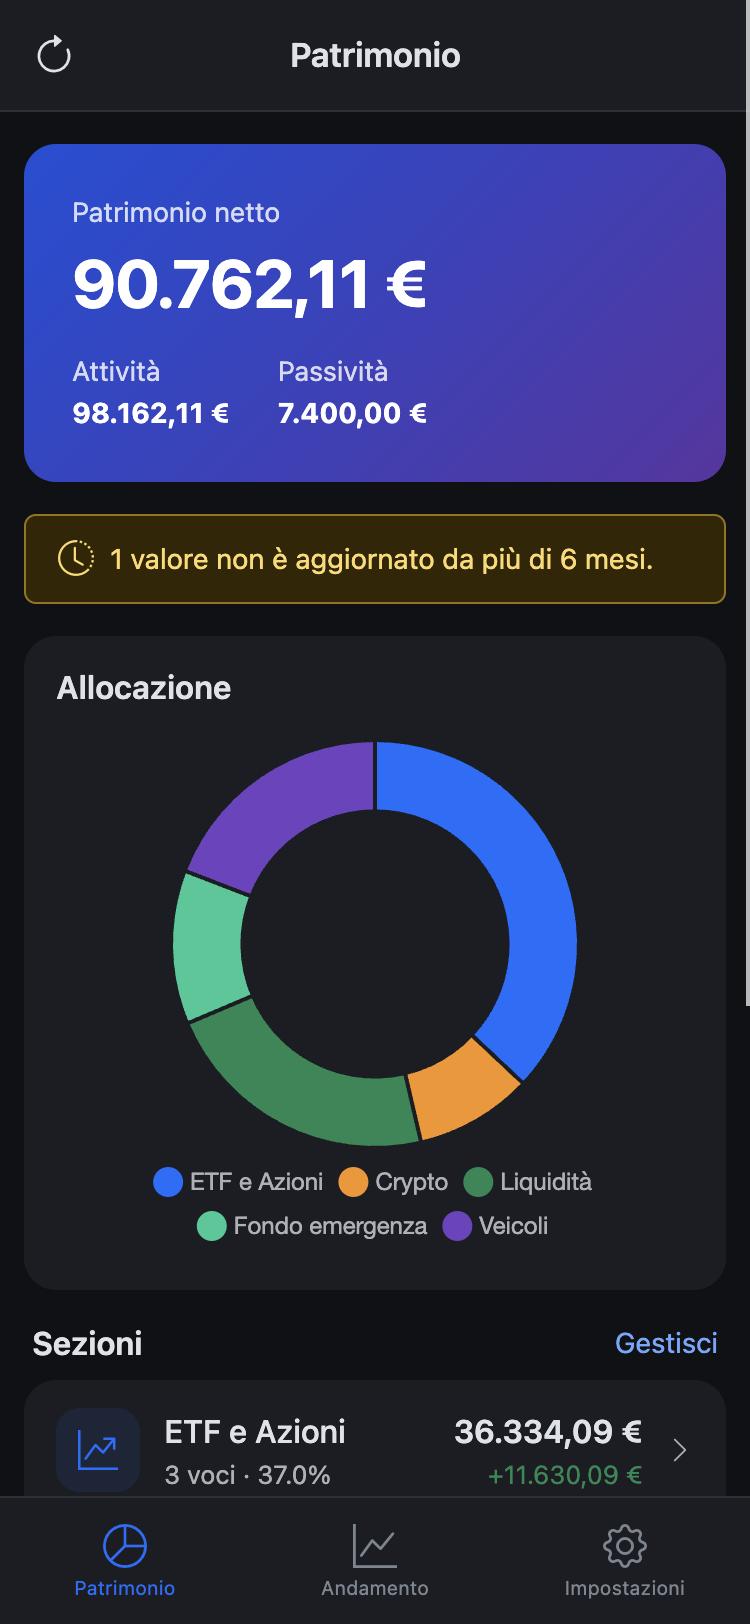 Patrimonio
Patrimonio netto
90.762,11 €
Attività Passività
98.162,11 € 7.400,00 €
1 valore non è aggiornato da più di 6 mesi.
Allocazione
ETF e Azioni Crypto Liquidità
Fondo emergenza Veicoli
Sezioni Gestisci
ETF e Azioni 36.334,09 €
3 voci · 37.0% +11.630,09 €
Patrimonio Andamento Impostazioni